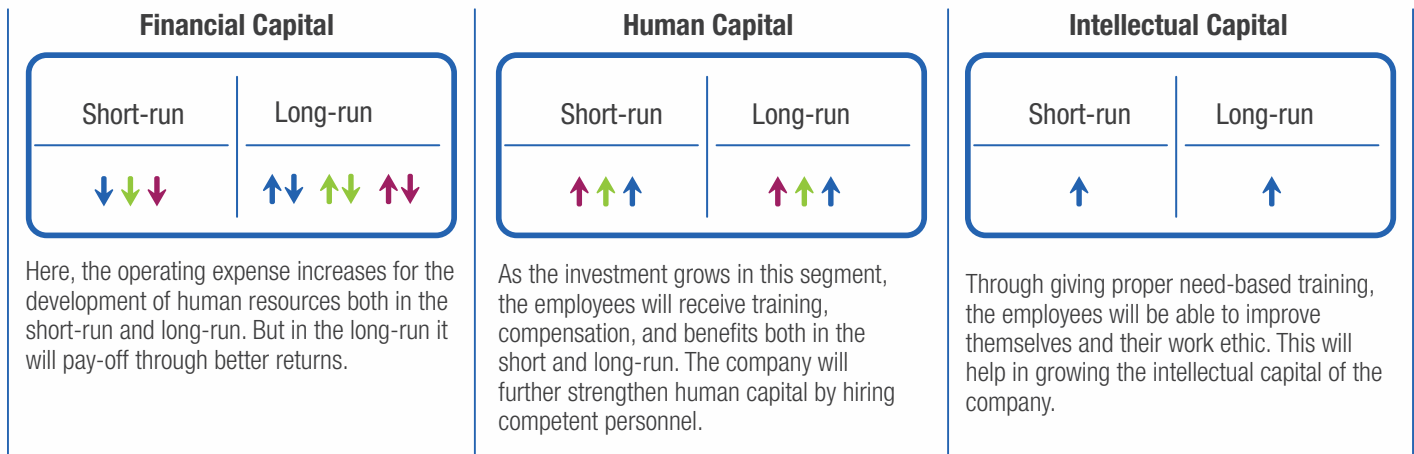 Financial Capital
Short-run
Long-run
Here, the operating expense increases for the
development of human resources both in the
short-run and long-run. But in the long-run it
will pay-off through better returns.
Human Capital
Short-run
Long-run
As the investment grows in this segment,
the employees will receive training,
compensation, and benefits both in the
short and long-run. The company will
further strengthen human capital by hiring
competent personnel.
Intellectual Capital
Short-run
Long-run
Through giving proper need-based training,
the employees will be able to improve
themselves and their work ethic. This will
help in growing the intellectual capital of the
company.